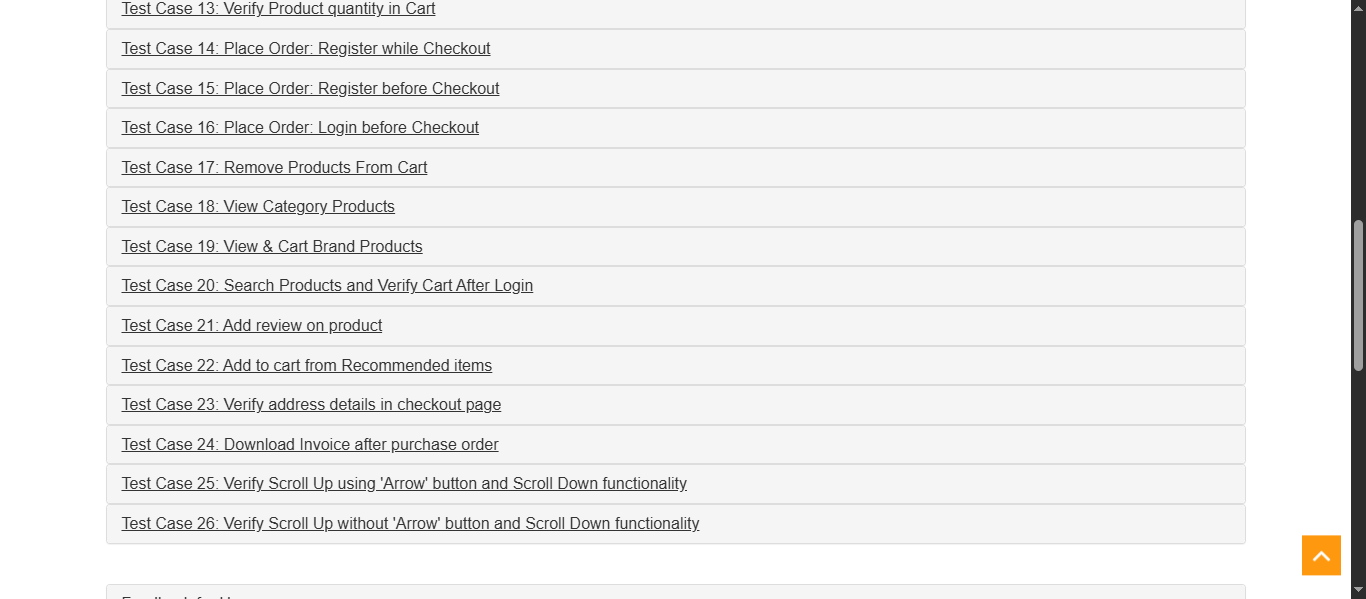 Test Case 13: Verify Product quantity in Cart
Test Case 14: Place Order: Register while Checkout
Test Case 15: Place Order: Register before Checkout
Test Case 16: Place Order: Login before Checkout
Test Case 17: Remove Products From Cart
Test Case 18: View Category Products
Test Case 19: View & Cart Brand Products
Test Case 20: Search Products and Verify Cart After Login
Test Case 21: Add review on product
Test Case 22: Add to cart from Recommended items
Test Case 23: Verify address details in checkout page
Test Case 24: Download Invoice after purchase order
Test Case 25: Verify Scroll Up using 'Arrow' button and Scroll Down functionality
Test Case 26: Verify Scroll Up without 'Arrow' button and Scroll Down functionality